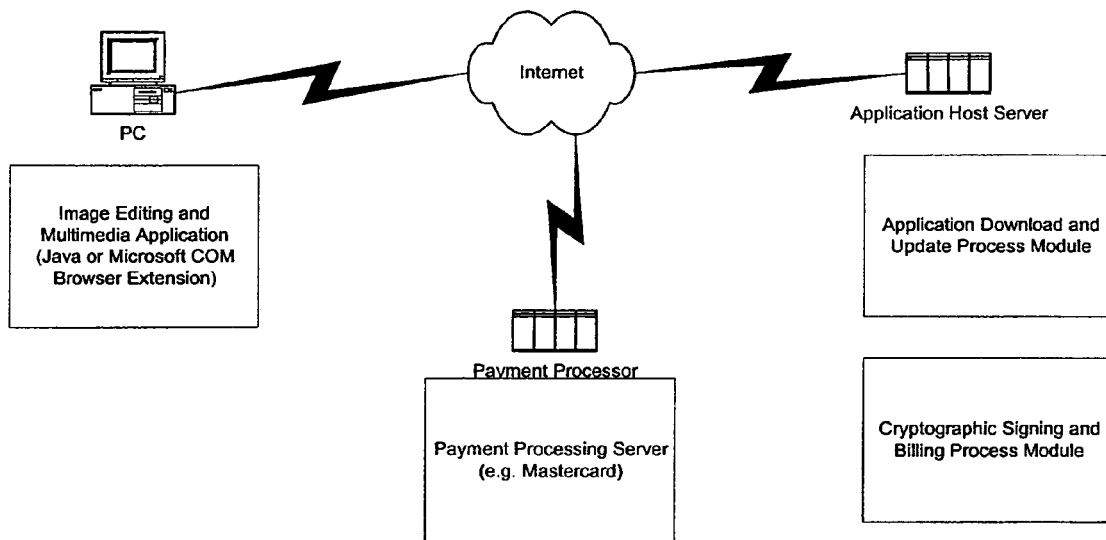 Internet
PC
Application Host Server
Image Editing and
Multimedia Application
(Java or Microsoft COM
Browser Extension)
Application Download and
Update Process Module
Payment Processor
Payment Processing Server
(e.g. Mastercard)
Cryptographic Signing and
Billing Process Module